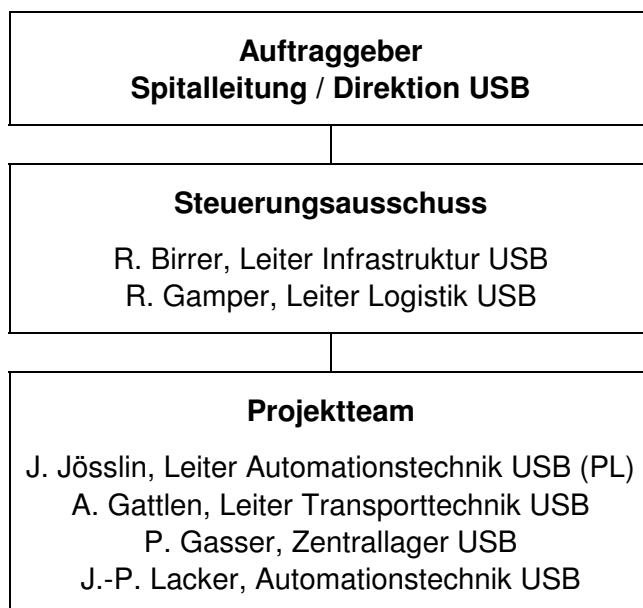 Auftraggeber
Spitalleitung / Direktion USB
Steuerungsausschuss
R. Birrer, Leiter Infrastruktur USB
R. Gamper, Leiter Logistik USB
Projektteam
J. Jösslin, Leiter Automationstechnik USB (PL)
A. Gattlen, Leiter Transporttechnik USB
P. Gasser, Zentrallager USB
J.-P. Lacker, Automationstechnik USB